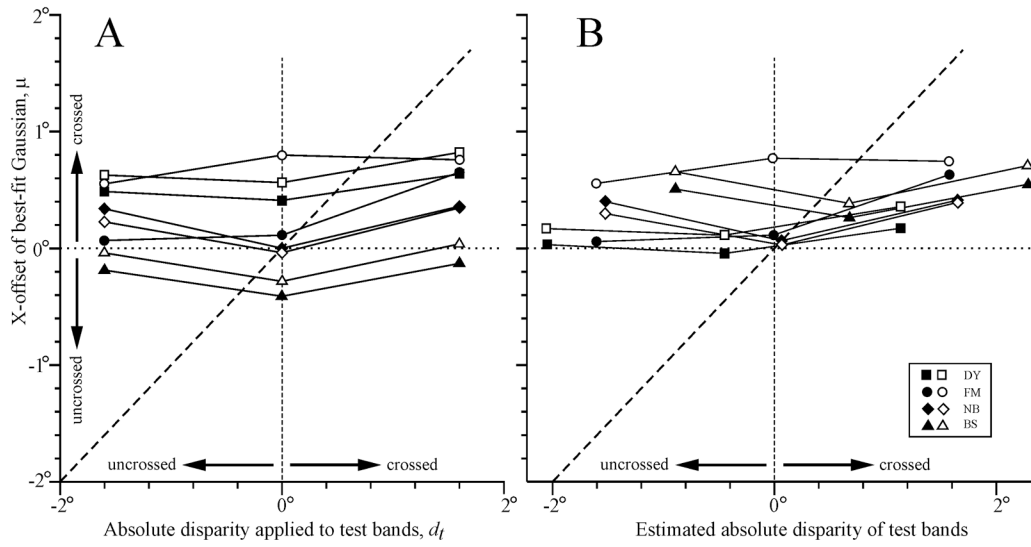 A
B
2°
1°
0°
-1°
-2°
X-offset of best-fit Gaussian, μ
crossed
uncrossed
uncrossed
crossed
-2°
0°
2°
Absolute disparity applied to test bands, dt
uncrossed
crossed
0°
2°
Estimated absolute disparity of test bands
DY
FM
NB
BS